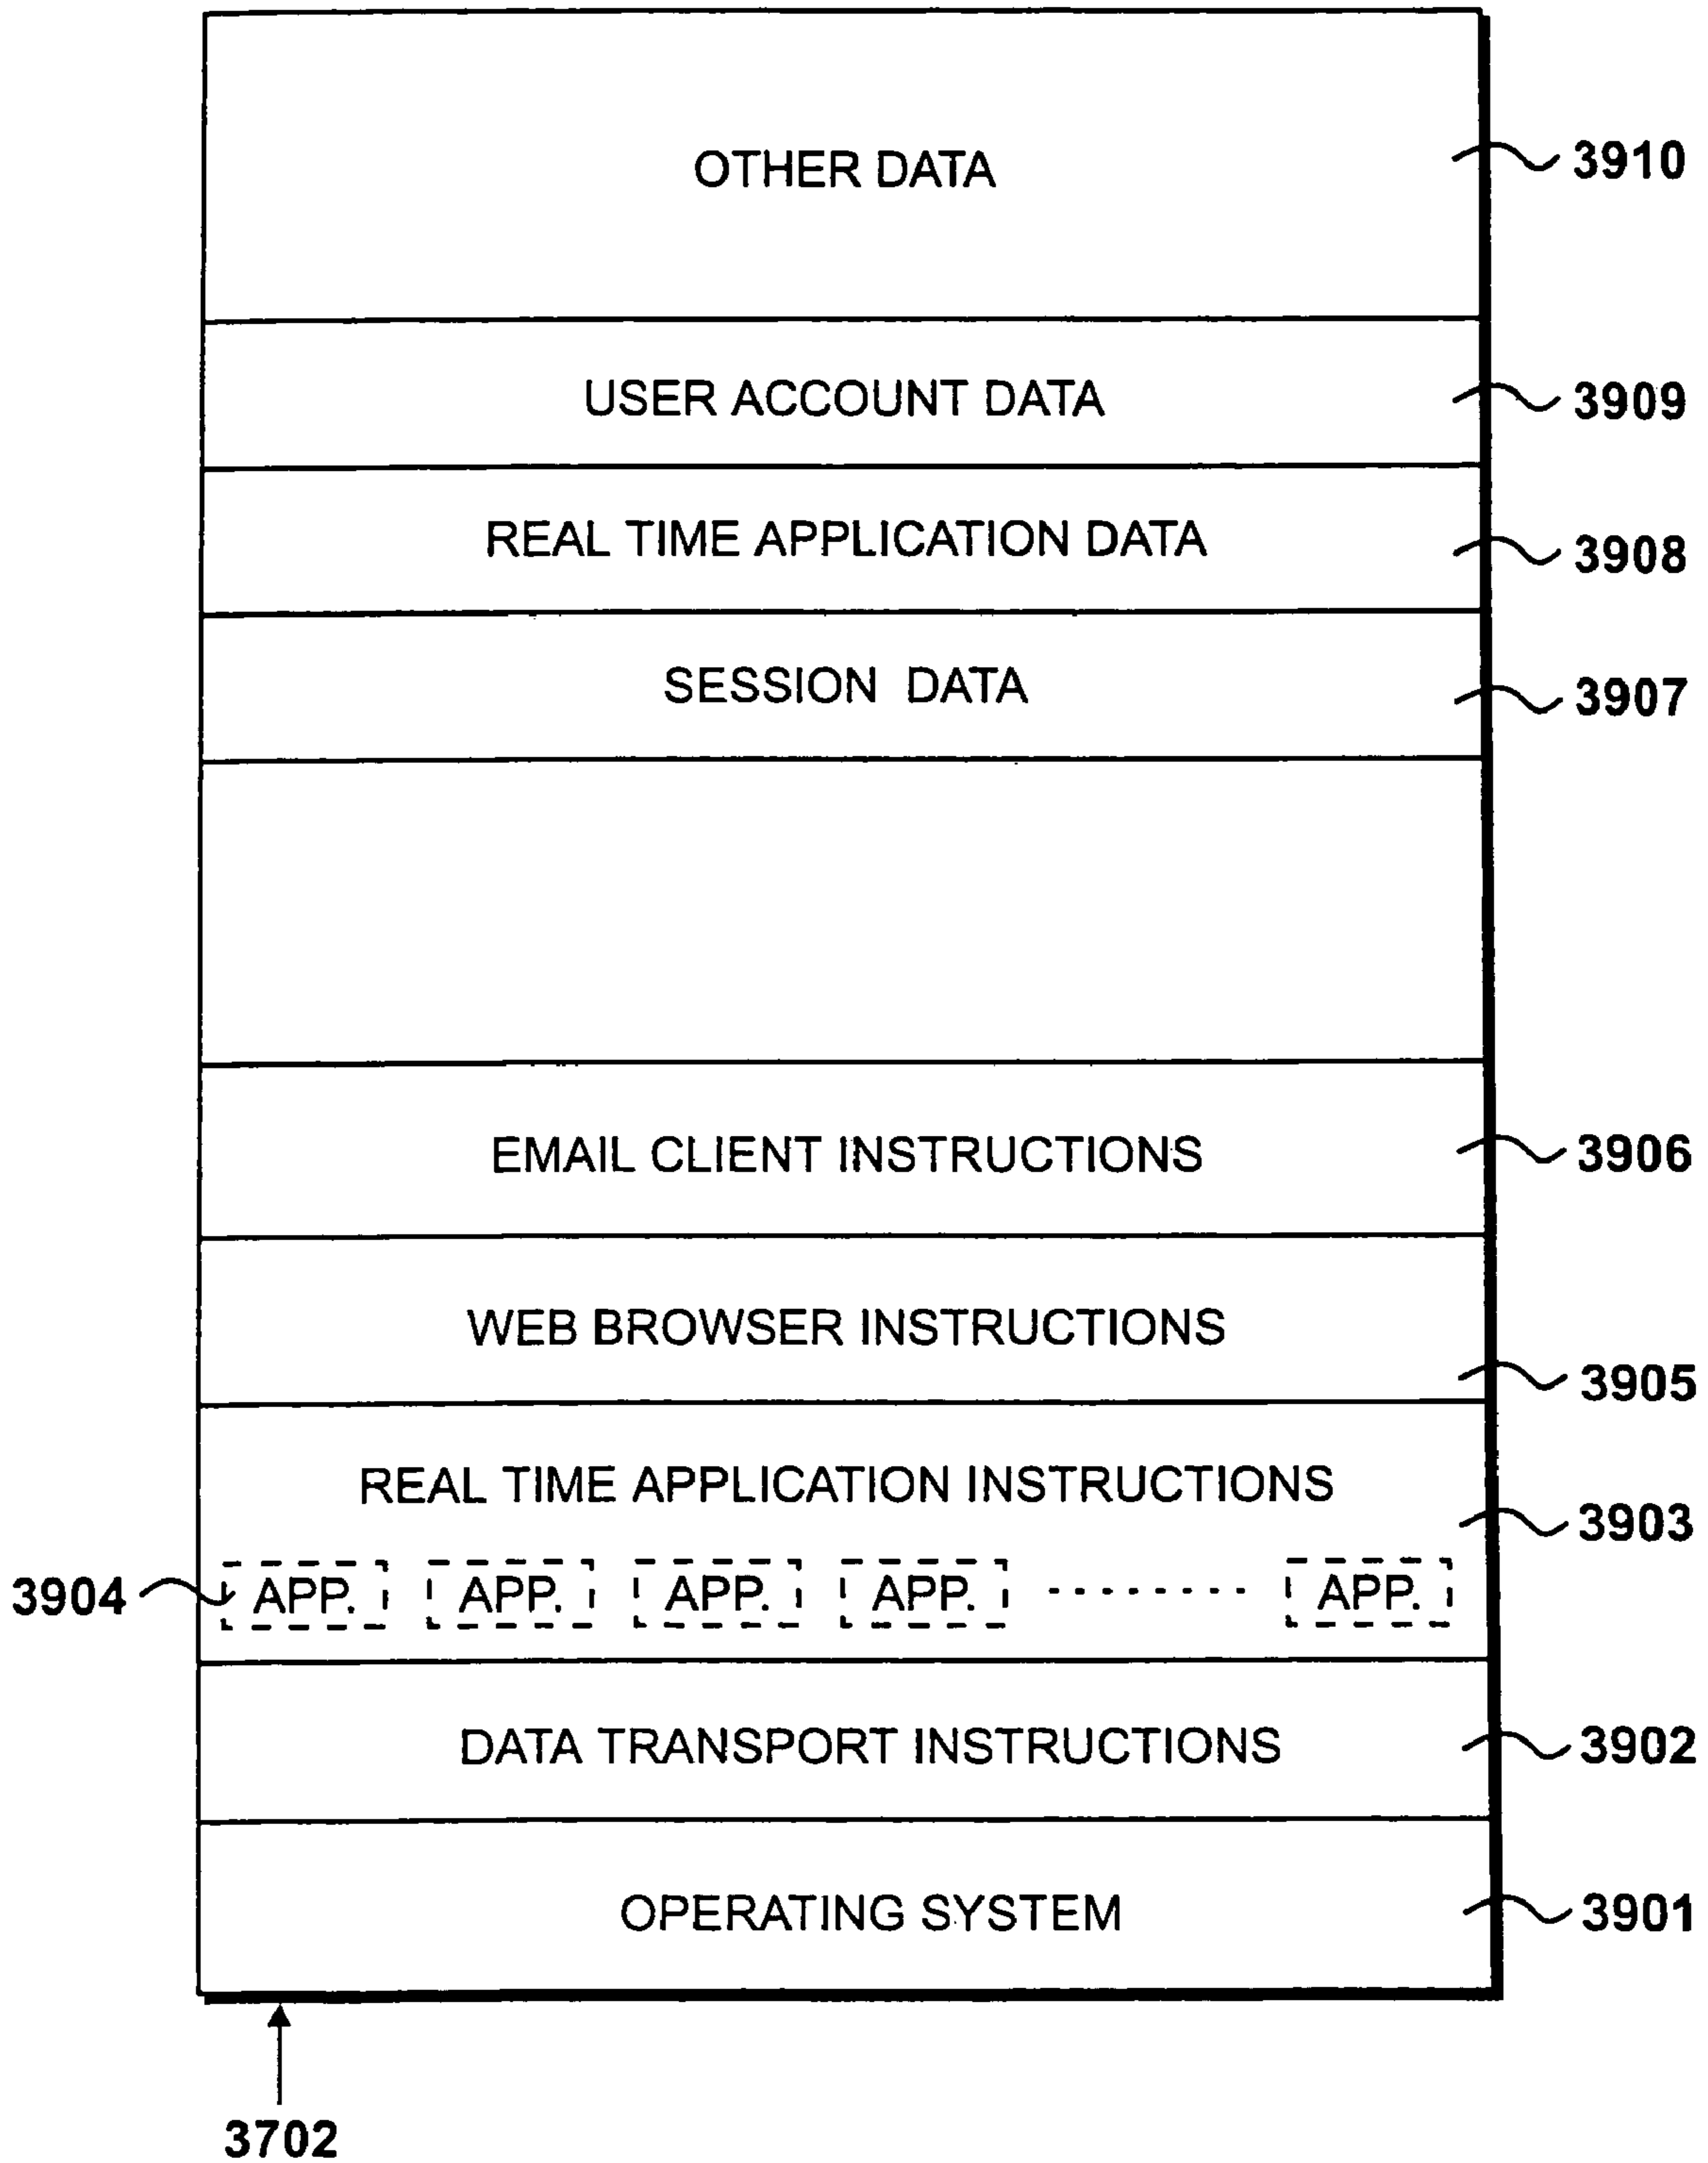 OTHER DATA 3910
USER ACCOUNT DATA 3909
REAL TIME APPLICATION DATA 3908
SESSION DATA 3907
EMAIL CLIENT INSTRUCTIONS 3906
WEB BROWSER INSTRUCTIONS
3905
REAL TIME APPLICATION INSTRUCTIONS
3903
3904 APP. APP. APP. APP. APP.
DATA TRANSPORT INSTRUCTIONS 3902
OPERATING SYSTEM 3901
3702